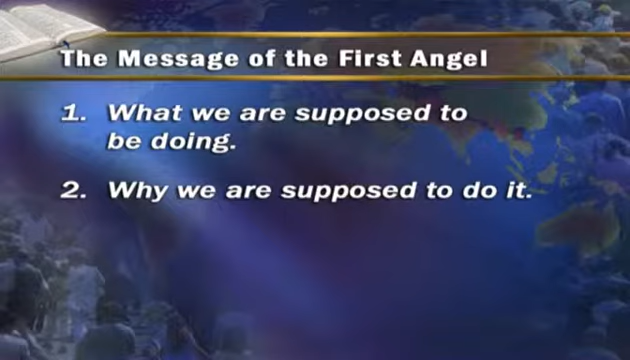 The Message of the First Angel
1. What we are supposed to
be doing.
2. Why we are supposed to do it.